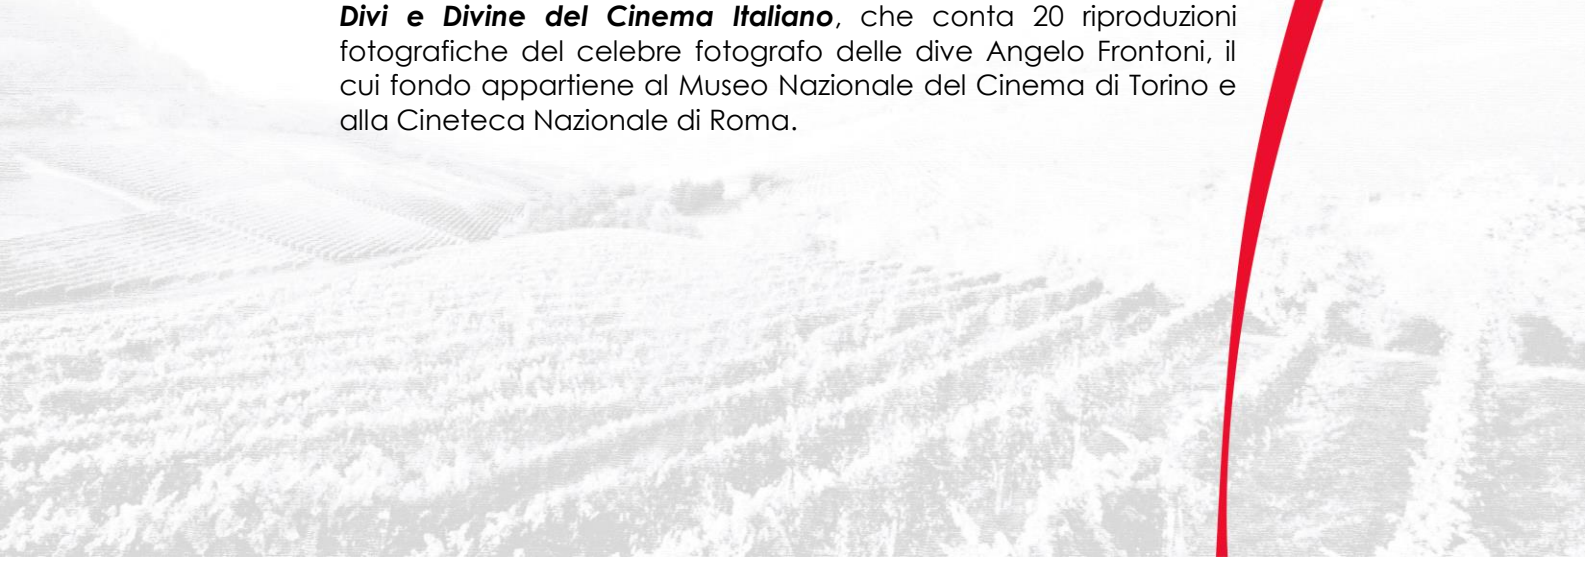 Divi e Divine del Cinema Italiano, che conta 20 riproduzioni
fotografiche del celebre fotografo delle dive Angelo Frontoni, il
cui fondo appartiene al Museo Nazionale del Cinema di Torino e
alla Cineteca Nazionale di Roma.